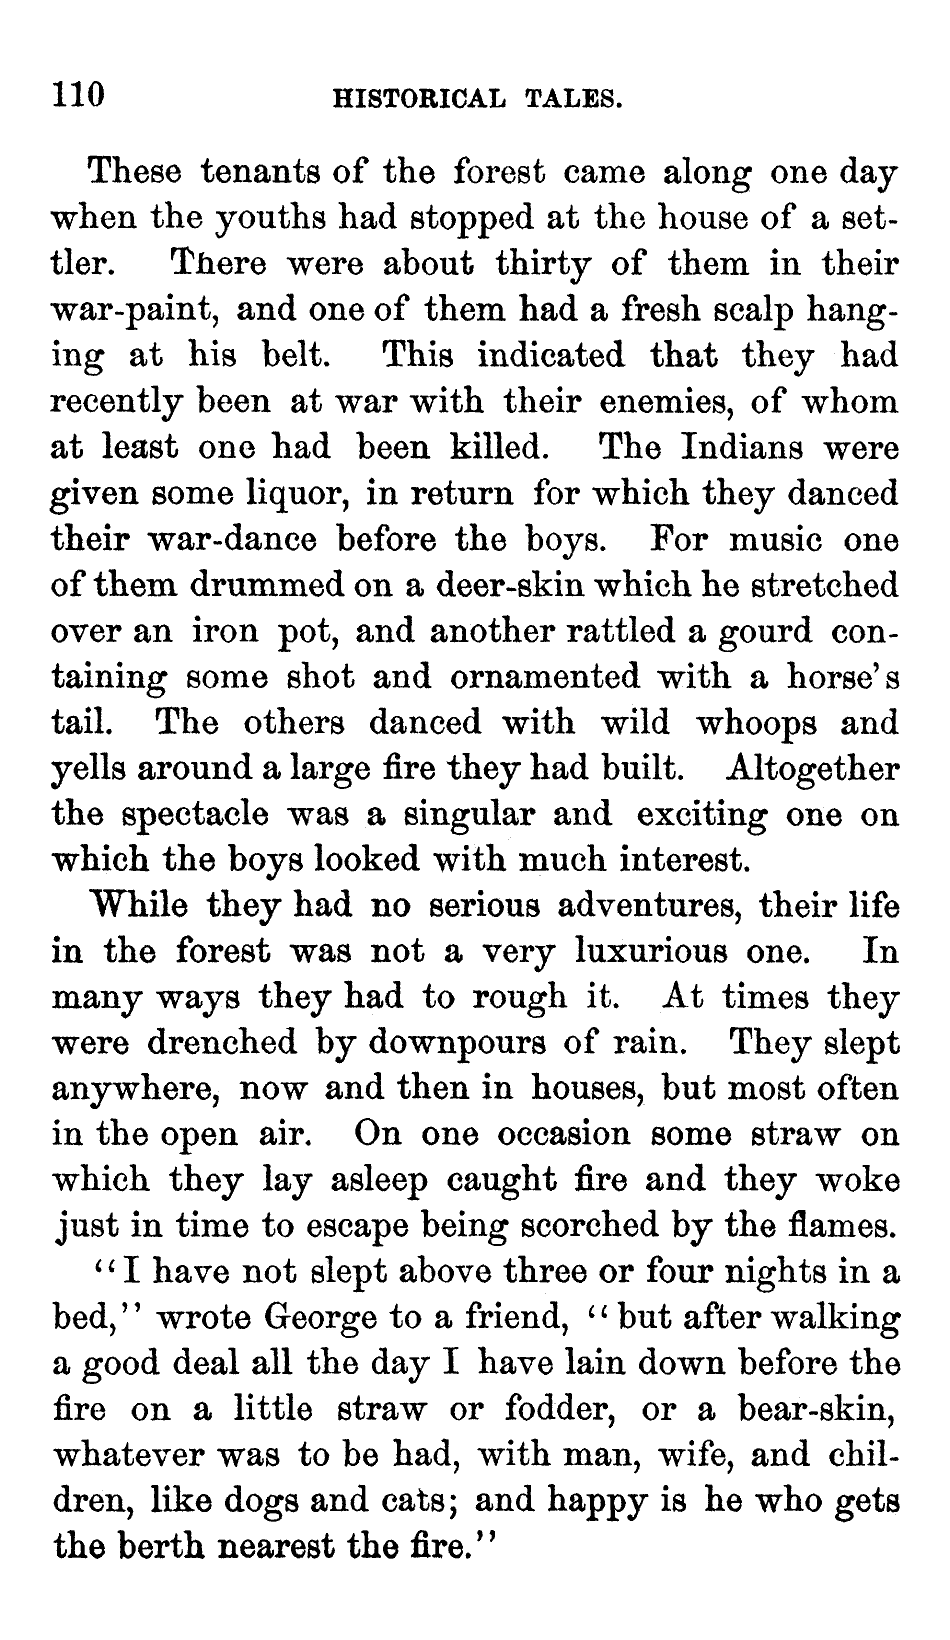 110 HISTORICAL TALES.
These tenants of the forest came along one day
when the youths had stopped at the house of a set-
tler. There were about thirty of them in their
war-paint, and one of them had a fresh scalp hang-
ing at his belt. This indicated that they had
recently been at war with their enemies, of whom
at least one had been killed. The Indians were
given some liquor, in return for which they danced
their war-dance before the boys. For music one
of them drummed on a deer-skin which he stretched
over an iron pot, and another rattled a gourd con-
taining some shot and ornamented with a horse's
tail. The others danced with wild whoops and
yells around a large fire they had built. Altogether
the spectacle was a singular and exciting one on
which the boys looked with much interest.
While they had no serious adventures, their life
in the forest was not a very luxurious one. In
many ways they had to rough it. At times they
were drenched by downpours of rain. They slept
anywhere, now and then in houses, but most often
in the open air. On one occasion some straw on
which they lay asleep caught fire and they woke
just in time to escape being scorched by the flames.
“I have not slept above three or four nights in a
bed,” wrote George to a friend, “but after walking
a good deal all the day I have lain down before the
fire on a little straw or fodder, or a bear-skin,
whatever was to be had, with man, wife, and chil-
dren, like dogs and cats; and happy is he who gets
the berth nearest the fire.”